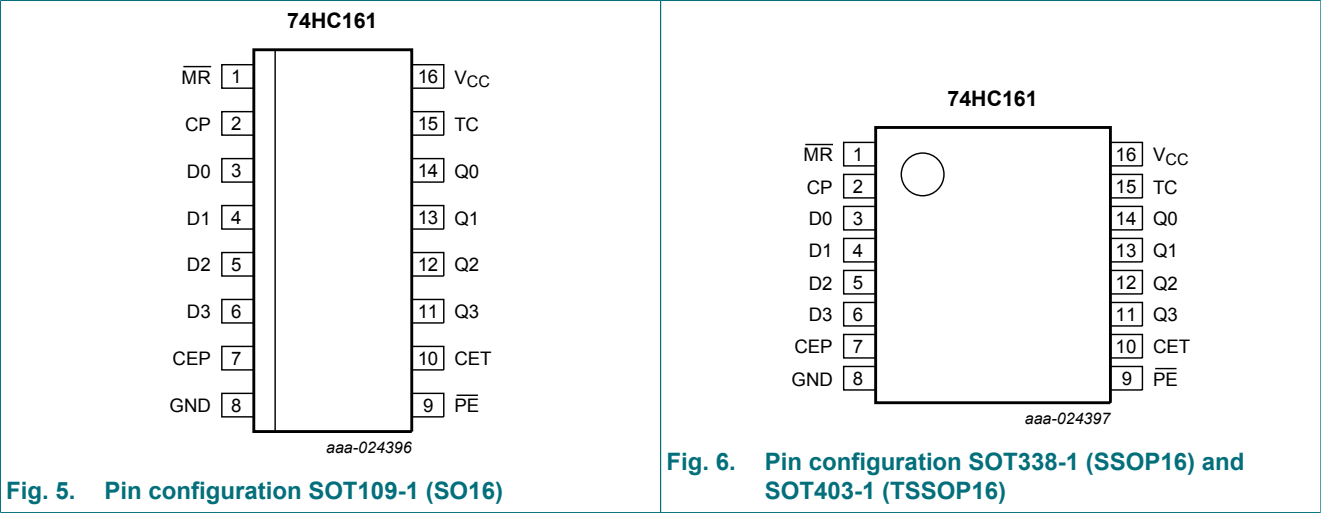 74HC161
M̅R̅ 1
16 VCC
CP 2
15 TC
D0 3
14 Q0
D1 4
13 Q1
D2 5
12 Q2
D3 6
11 Q3
CEP 7
10 CET
GND 8
9 P̅E̅
aaa-024396
Fig. 5. Pin configuration SOT109-1 (SO16)
74HC161
M̅R̅ 1
16 VCC
CP 2
15 TC
D0 3
14 Q0
D1 4
13 Q1
D2 5
12 Q2
D3 6
11 Q3
CEP 7
10 CET
GND 8
9 P̅E̅
aaa-024397
Fig. 6. Pin configuration SOT338-1 (SSOP16) and
SOT403-1 (TSSOP16)